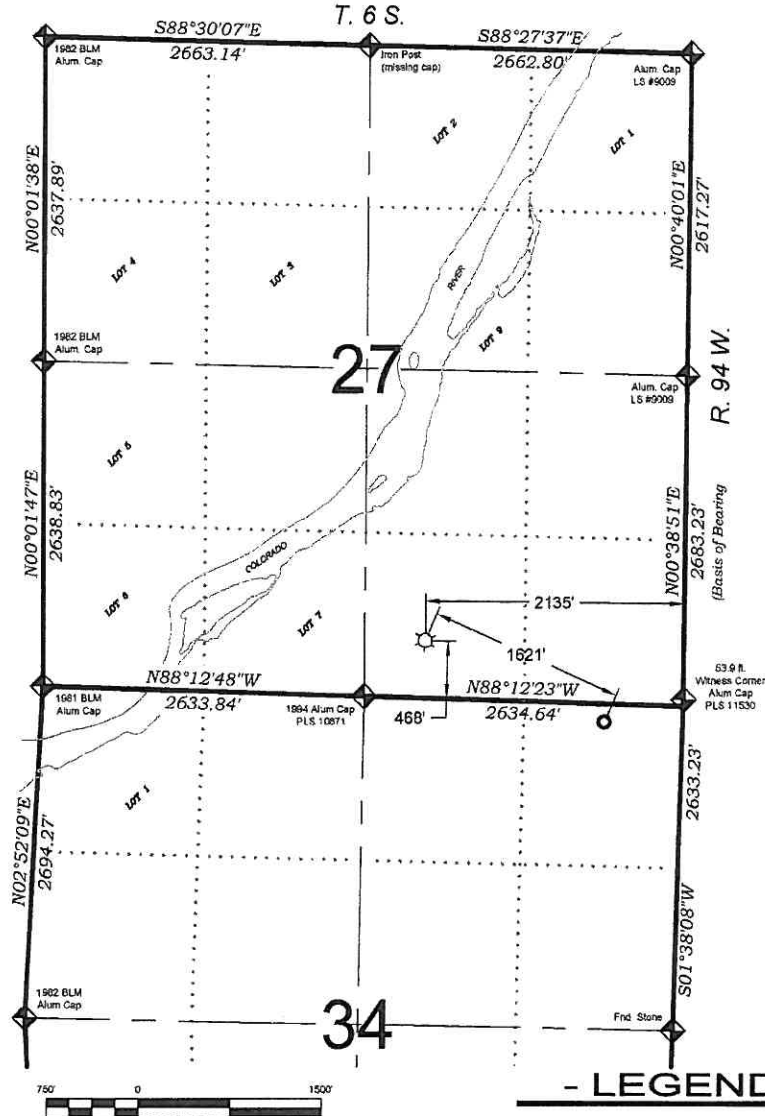 T. 6 S.
S88°30'07"E
2663.14'
S88°27'37"E
2662.80'
1982 BLM
Alum. Cap
Iron Post
(missing cap)
Alum. Cap
LS #9009
LOT 2
LOT 1
N00°01'38"E
2637.89'
N00°40'01"E
2617.27'
LOT 4
LOT 3
RIVER
LOT 9
R. 94 W.
1982 BLM
Alum. Cap
27
Alum. Cap
LS #9009
LOT 5
N00°01'47"E
2638.83'
COLORADO
N00°38'51"E
2683.23'
(Basis of Bearing
LOT 6
LOT 7
2135'
1621'
468'
N88°12'48"W
2633.84'
N88°12'23"W
2634.64'
1981 BLM
Alum Cap
1994 Alum Cap
PLS 10871
53.9 ft.
Witness Corner
Alum Cap
PLS 11530
LOT 1
N02°52'09"E
2694.27'
2633.23'
S01°38'08"W
1982 BLM
Alum Cap
34
Fnd Stone
750'
0
1500'
- LEGEND